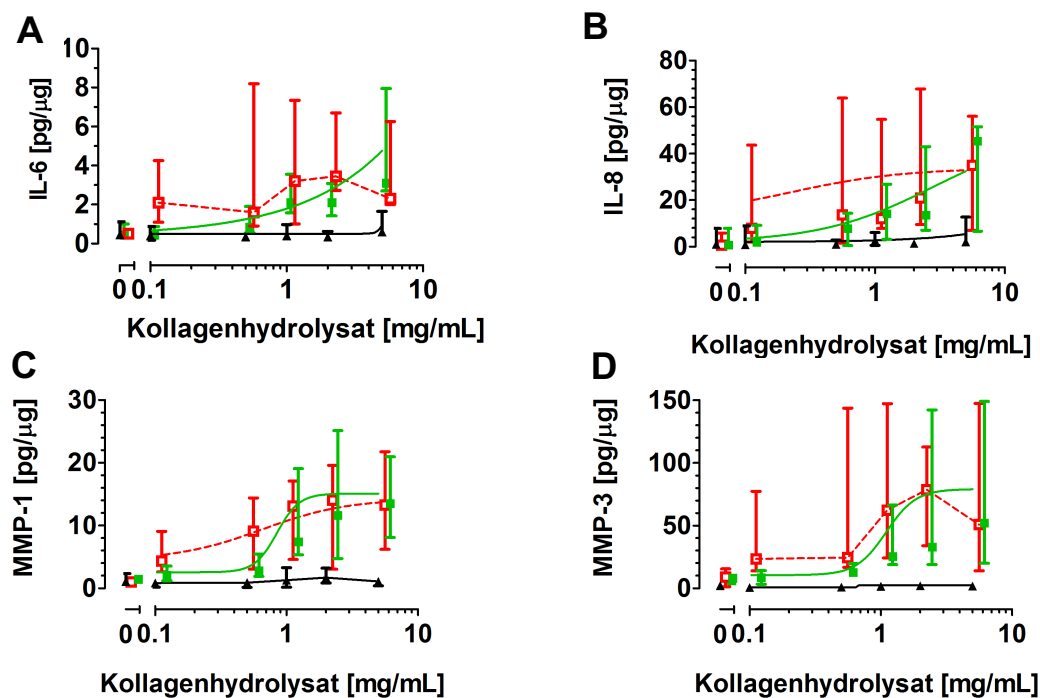 A
IL-6 [pg/µg]
10
8
6
4
2
0
0 0.1 1 10
Kollagenhydrolysat [mg/mL]
B
IL-8 [pg/µg]
80
60
40
20
0
0 0.1 1 10
Kollagenhydrolysat [mg/mL]
C
MMP-1 [pg/µg]
30
20
10
0
0 0.1 1 10
Kollagenhydrolysat [mg/mL]
D
MMP-3 [pg/µg]
150
100
50
0
0 0.1 1 10
Kollagenhydrolysat [mg/mL]